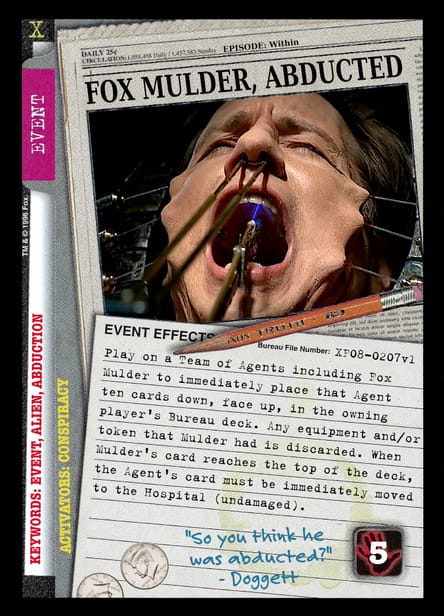 X
EVENT
TM & © 1996 Fox.
KEYWORDS: EVENT, ALIEN, ABDUCTION
ACTIVATORS: CONSPIRACY
DAILY 25¢
EPISODE: Within
FOX MULDER, ABDUCTED
EVENT EFFECTS
Bureau File Number: XP08-0207v1
Play on a Team of Agents including Fox
Mulder to immediately place that Agent
ten cards down, face up, in the owning
player's Bureau deck. Any equipment and/or
token that Mulder had is discarded. When
Mulder's card reaches the top of the deck,
the Agent's card must be immediately moved
to the Hospital (undamaged).
"So you think he
was abducted?"
- Doggett
5